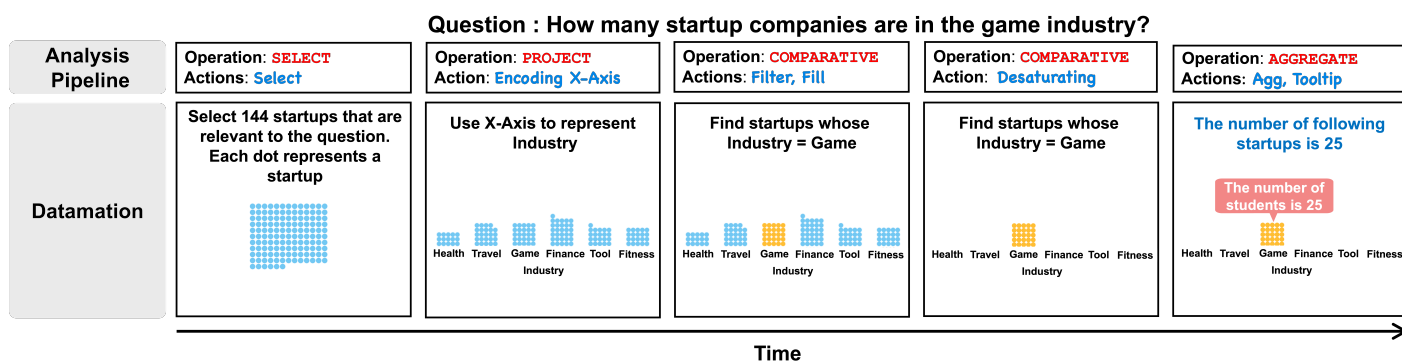 Question : How many startup companies are in the game industry?
Analysis
Pipeline
Operation: SELECT
Actions: Select
Operation: PROJECT
Action: Encoding X-Axis
Operation: COMPARATIVE
Actions: Filter, Fill
Operation: COMPARATIVE
Action: Desaturating
Operation: AGGREGATE
Actions: Agg, Tooltip
Datamation
Select 144 startups that are
relevant to the question.
Each dot represents a
startup
Use X-Axis to represent
Industry
Health Travel Game Finance Tool Fitness
Industry
Find startups whose
Industry = Game
Health Travel Game Finance Tool Fitness
Industry
Find startups whose
Industry = Game
Health Travel Game Finance Tool Fitness
Industry
The number of following
startups is 25
The number of
students is 25
Health Travel Game Finance Tool Fitness
Industry
Time